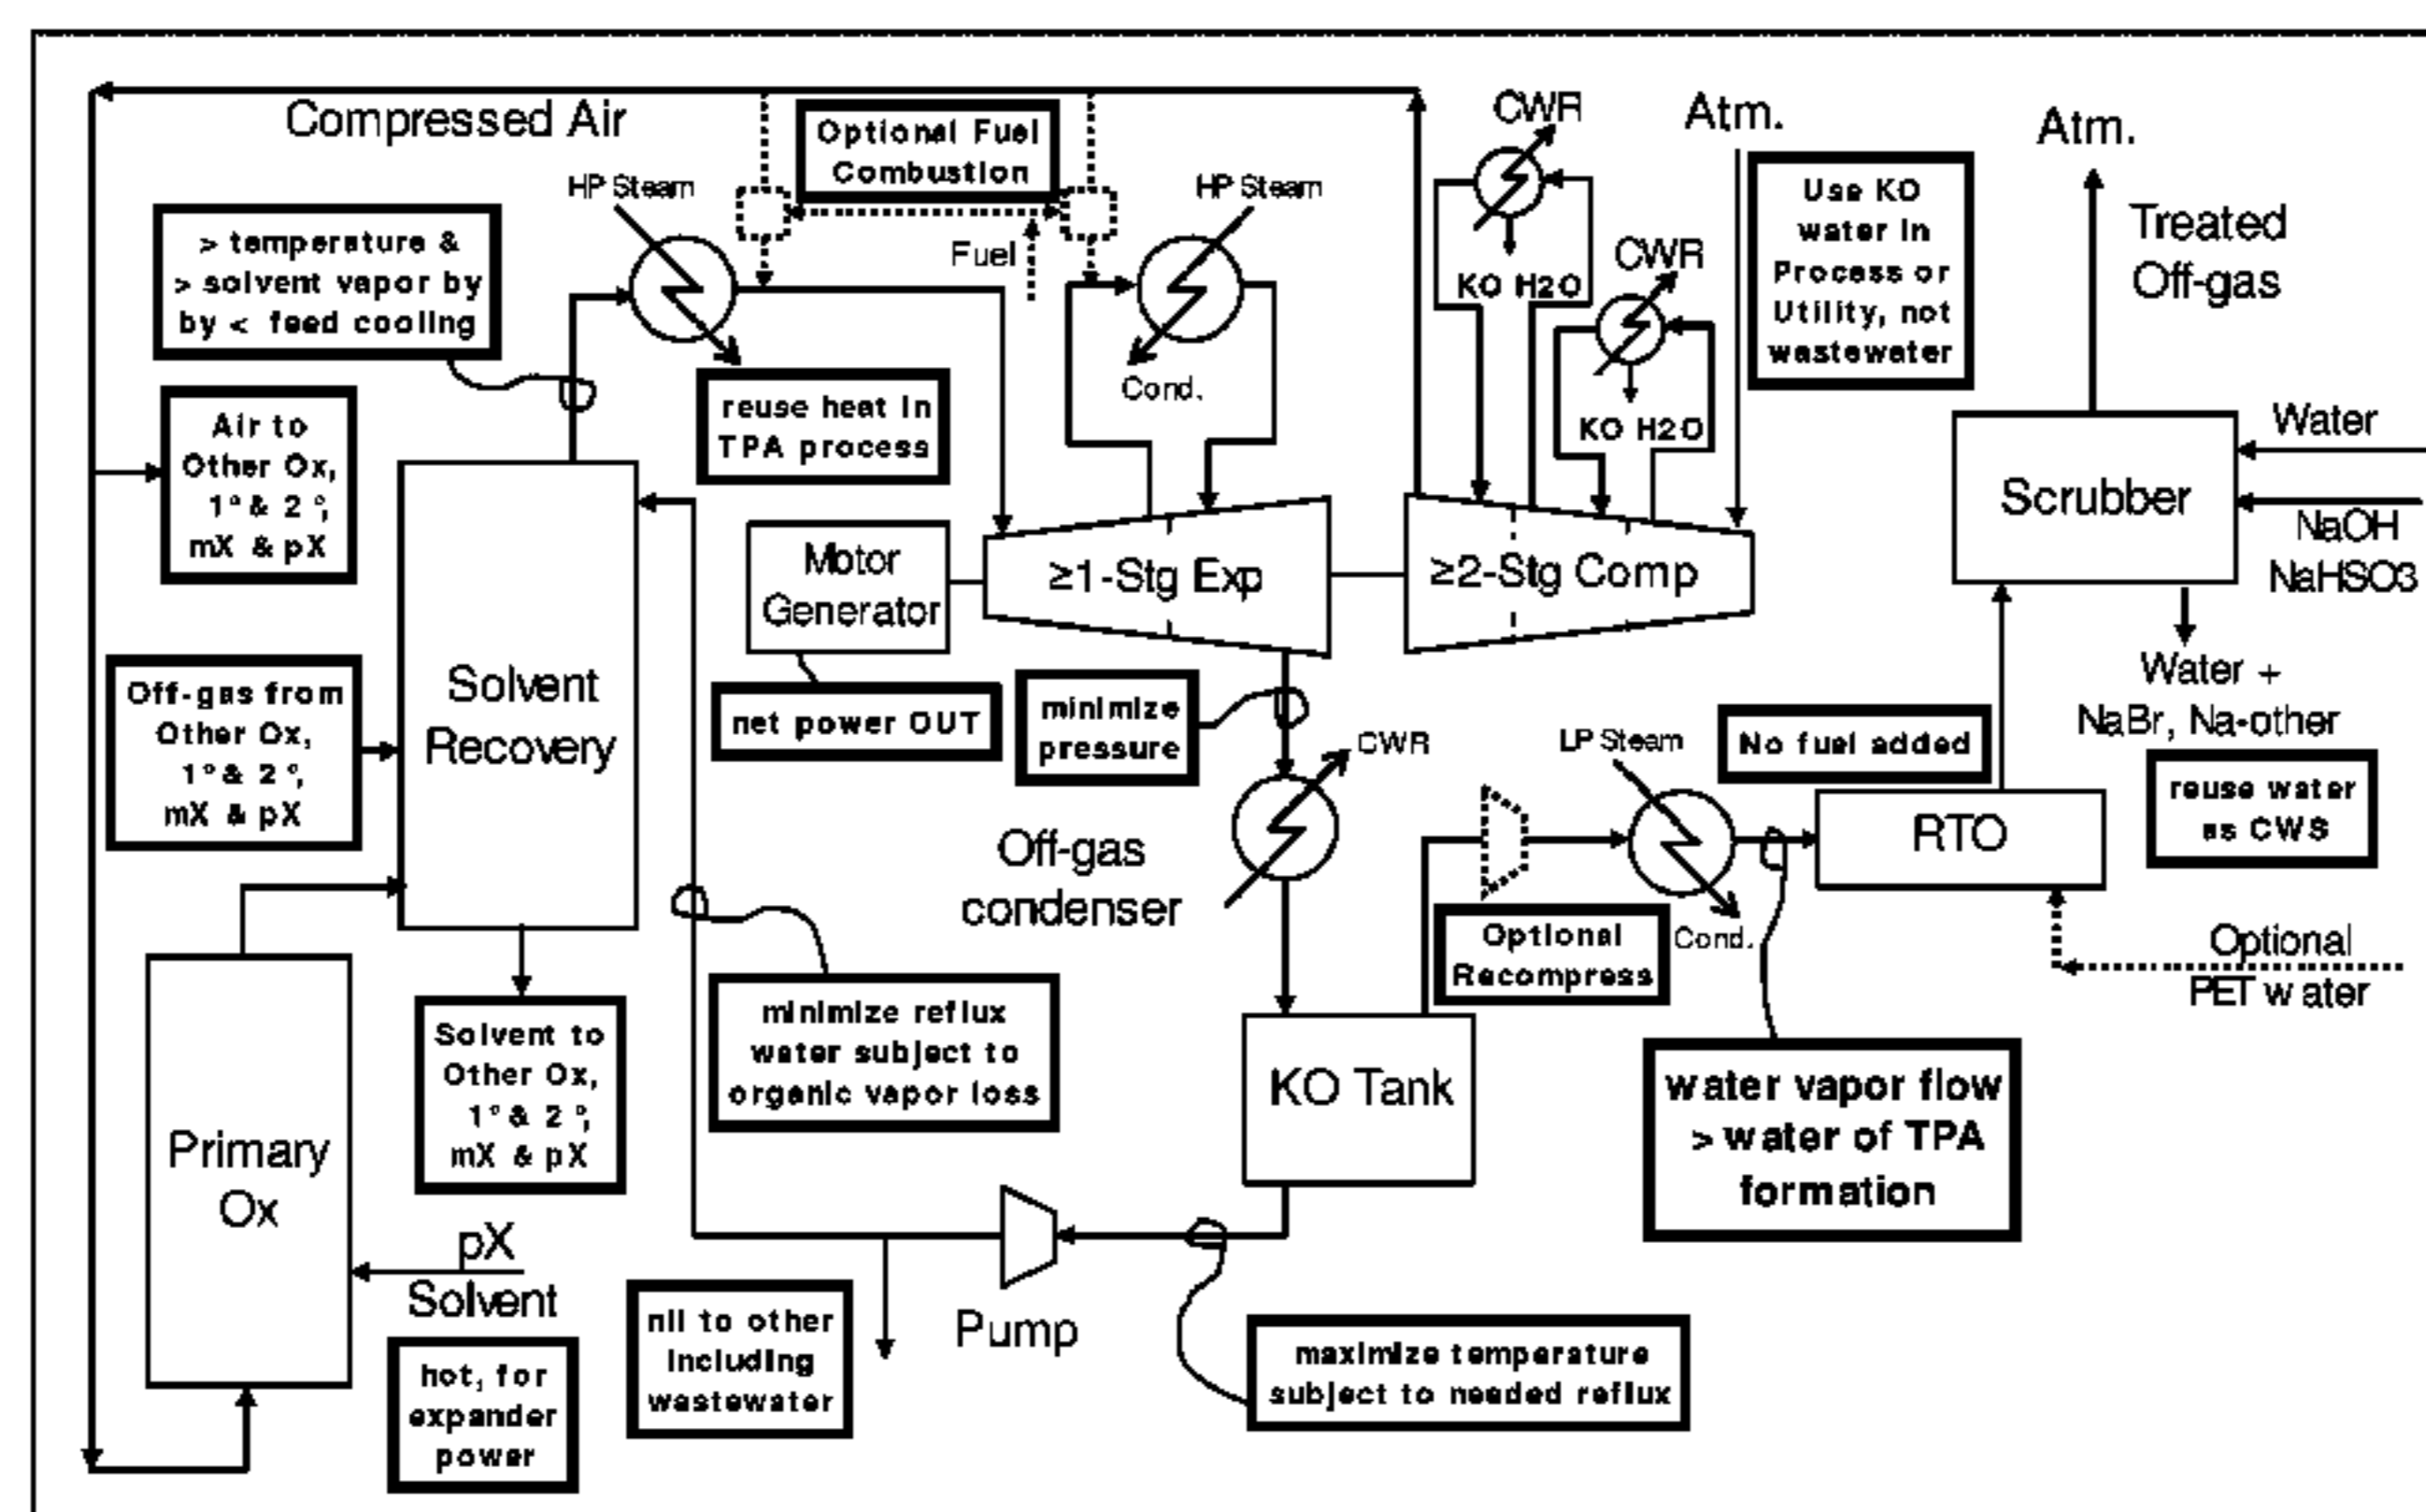 Compressed Air
Optional Fuel
Combustion
HP Steam
Fuel
HP Steam
Cond.
CWR
KO H2O
CWR
KO H2O
Atm.
Use KO
water in
Process or
Utility, not
wastewater
Atm.
Treated
Off-gas
> temperature &
> solvent vapor by
by < feed cooling
reuse heat in
TPA process
Air to
Other Ox,
1° & 2 °,
mX & pX
Off-gas from
Other Ox,
1° & 2 °,
mX & pX
Solvent
Recovery
Motor
Generator
net power OUT
≥1-Stg Exp
≥2-Stg Comp
Scrubber
Water
NaOH
NaHSO3
Water +
NaBr, Na-other
reuse water
as CWS
minimize
pressure
CWR
Off-gas
condenser
LP Steam
No fuel added
RTO
Optional
Recompress
Cond.
Optional
PET water
water vapor flow
> water of TPA
formation
KO Tank
minimize reflux
water subject to
organic vapor loss
Solvent to
Other Ox,
1° & 2 °,
mX & pX
Primary
Ox
pX
Solvent
hot, for
expander
power
nil to other
including
wastewater
Pump
maximize temperature
subject to needed reflux